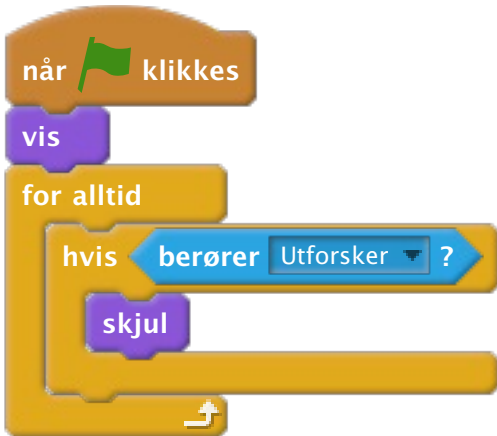 når klikkes
vis
for alltid
hvis berører Utforsker ?
skjul